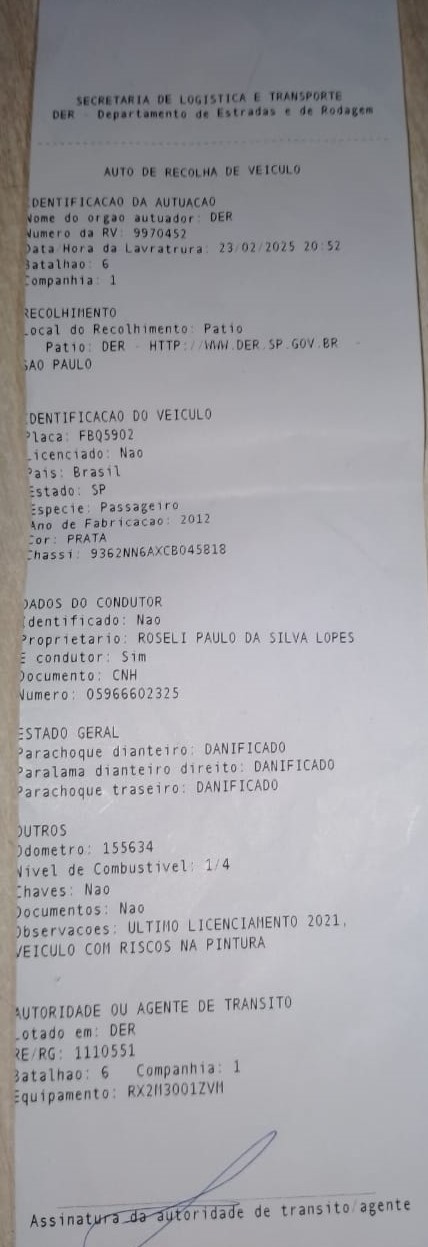 SECRETARIA DE LOGISTICA E TRANSPORTE
DER - Departamento de Estradas e de Rodagem
AUTO DE RECOLHA DE VEICULO
IDENTIFICACAO DA AUTUACAO
Nome do orgao autuador: DER
Numero da RV: 9970452
Data/Hora da Lavratrura: 23/02/2025 20:52
Batalhao: 6
Companhia: 1
RECOLHIMENTO
Local do Recolhimento: Patio
Patio: DER - HTTP://WWW.DER.SP.GOV.BR -
SAO PAULO
IDENTIFICACAO DO VEICULO
Placa: FBQ5902
Licenciado: Nao
Pais: Brasil
Estado: SP
Especie: Passageiro
Ano de Fabricacao: 2012
Cor: PRATA
Chassi: 9362NN6AXCB045818
DADOS DO CONDUTOR
Identificado: Nao
Proprietario: ROSELI PAULO DA SILVA LOPES
E condutor: Sim
Documento: CNH
Numero: 05966602325
ESTADO GERAL
Parachoque dianteiro: DANIFICADO
Paralama dianteiro direito: DANIFICADO
Parachoque traseiro: DANIFICADO
OUTROS
Odometro: 155634
Nivel de Combustivel: 1/4
Chaves: Nao
Documentos: Nao
Observacoes: ULTIMO LICENCIAMENTO 2021,
VEICULO COM RISCOS NA PINTURA
AUTORIDADE OU AGENTE DE TRANSITO
Lotado em: DER
RE/RG: 1110551
Batalhao: 6 Companhia: 1
Equipamento: RX2M3001ZVM
Assinatura da autoridade de transito/agente